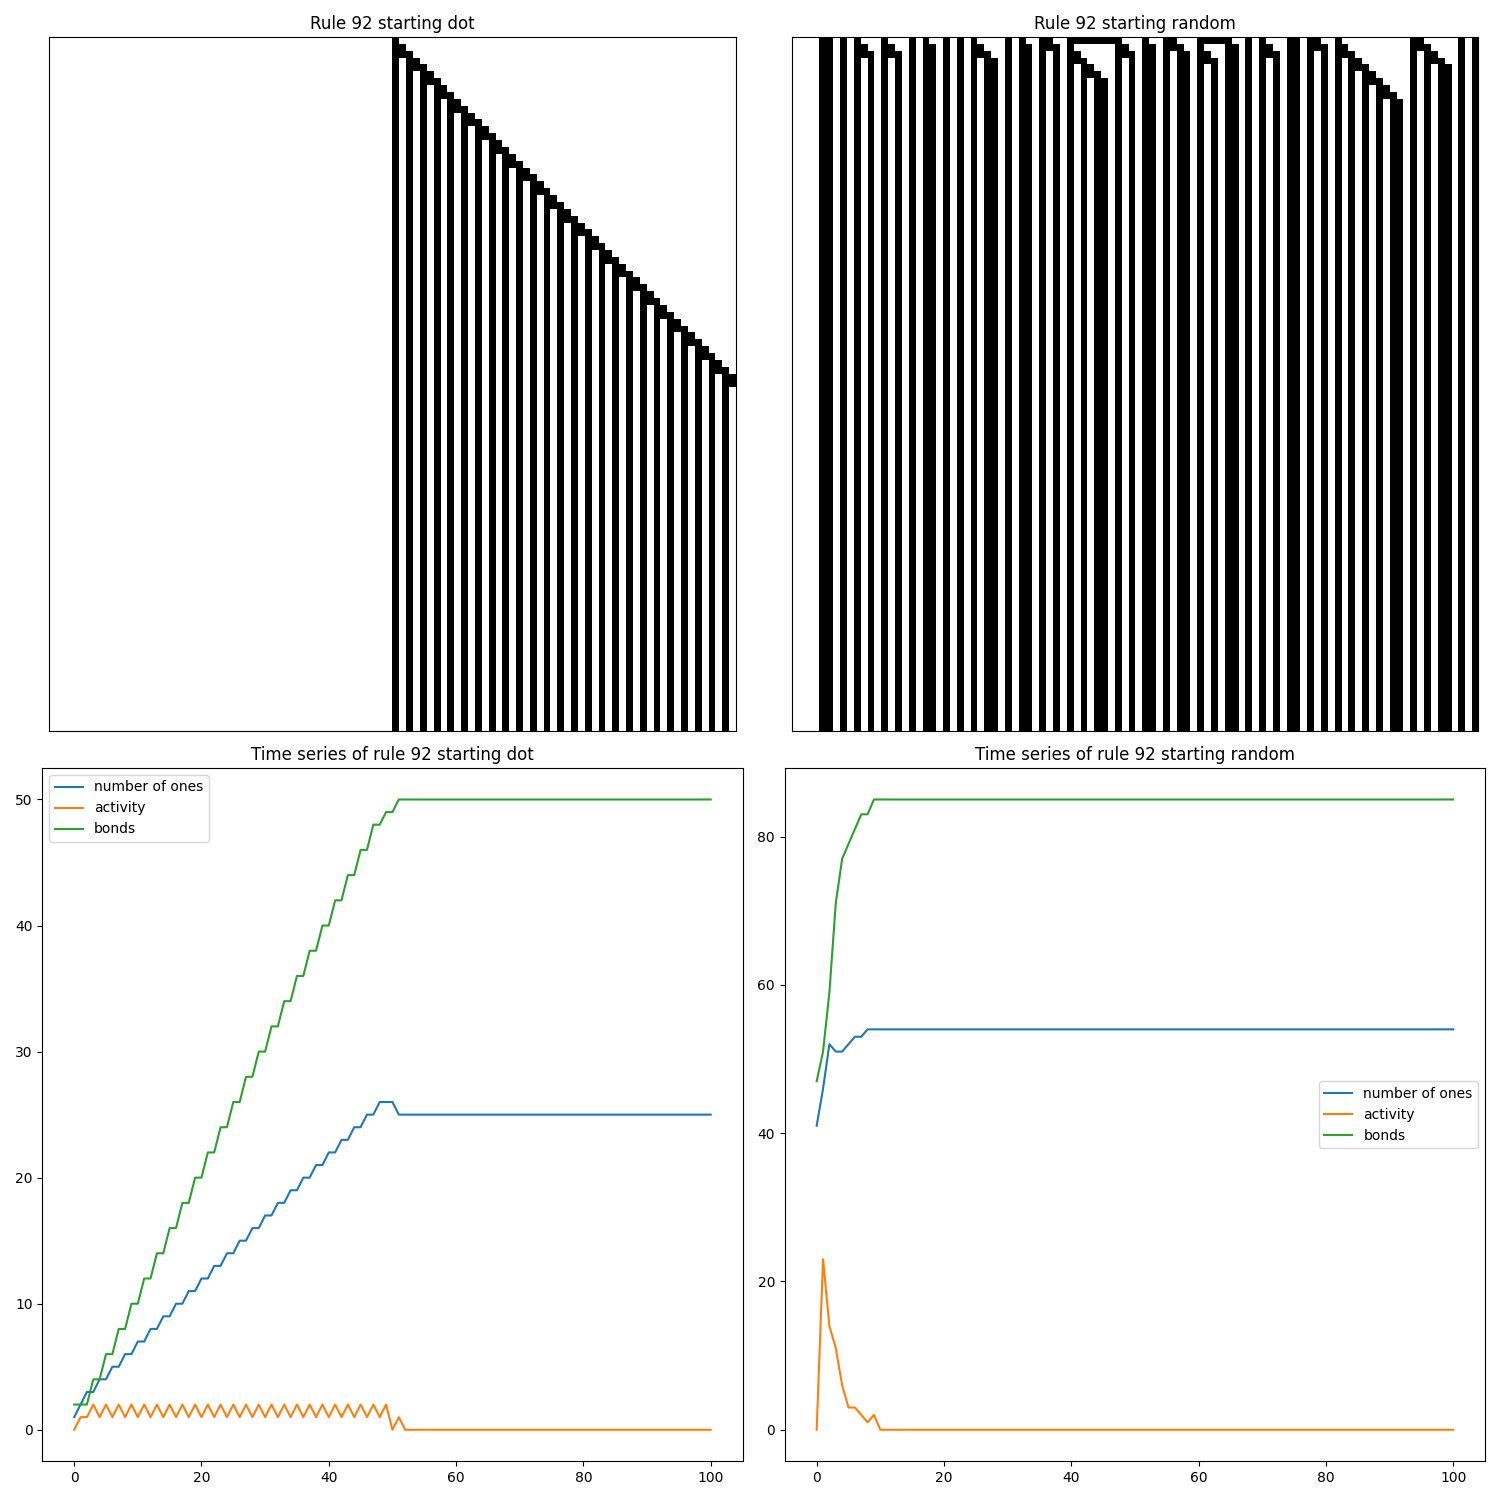 Rule 92 starting dot
Rule 92 starting random
Time series of rule 92 starting dot
50
40
30
20
10
0
0 20 40 60 80 100
number of ones
activity
bonds
Time series of rule 92 starting random
80
60
40
20
0
0 20 40 60 80 100
number of ones
activity
bonds